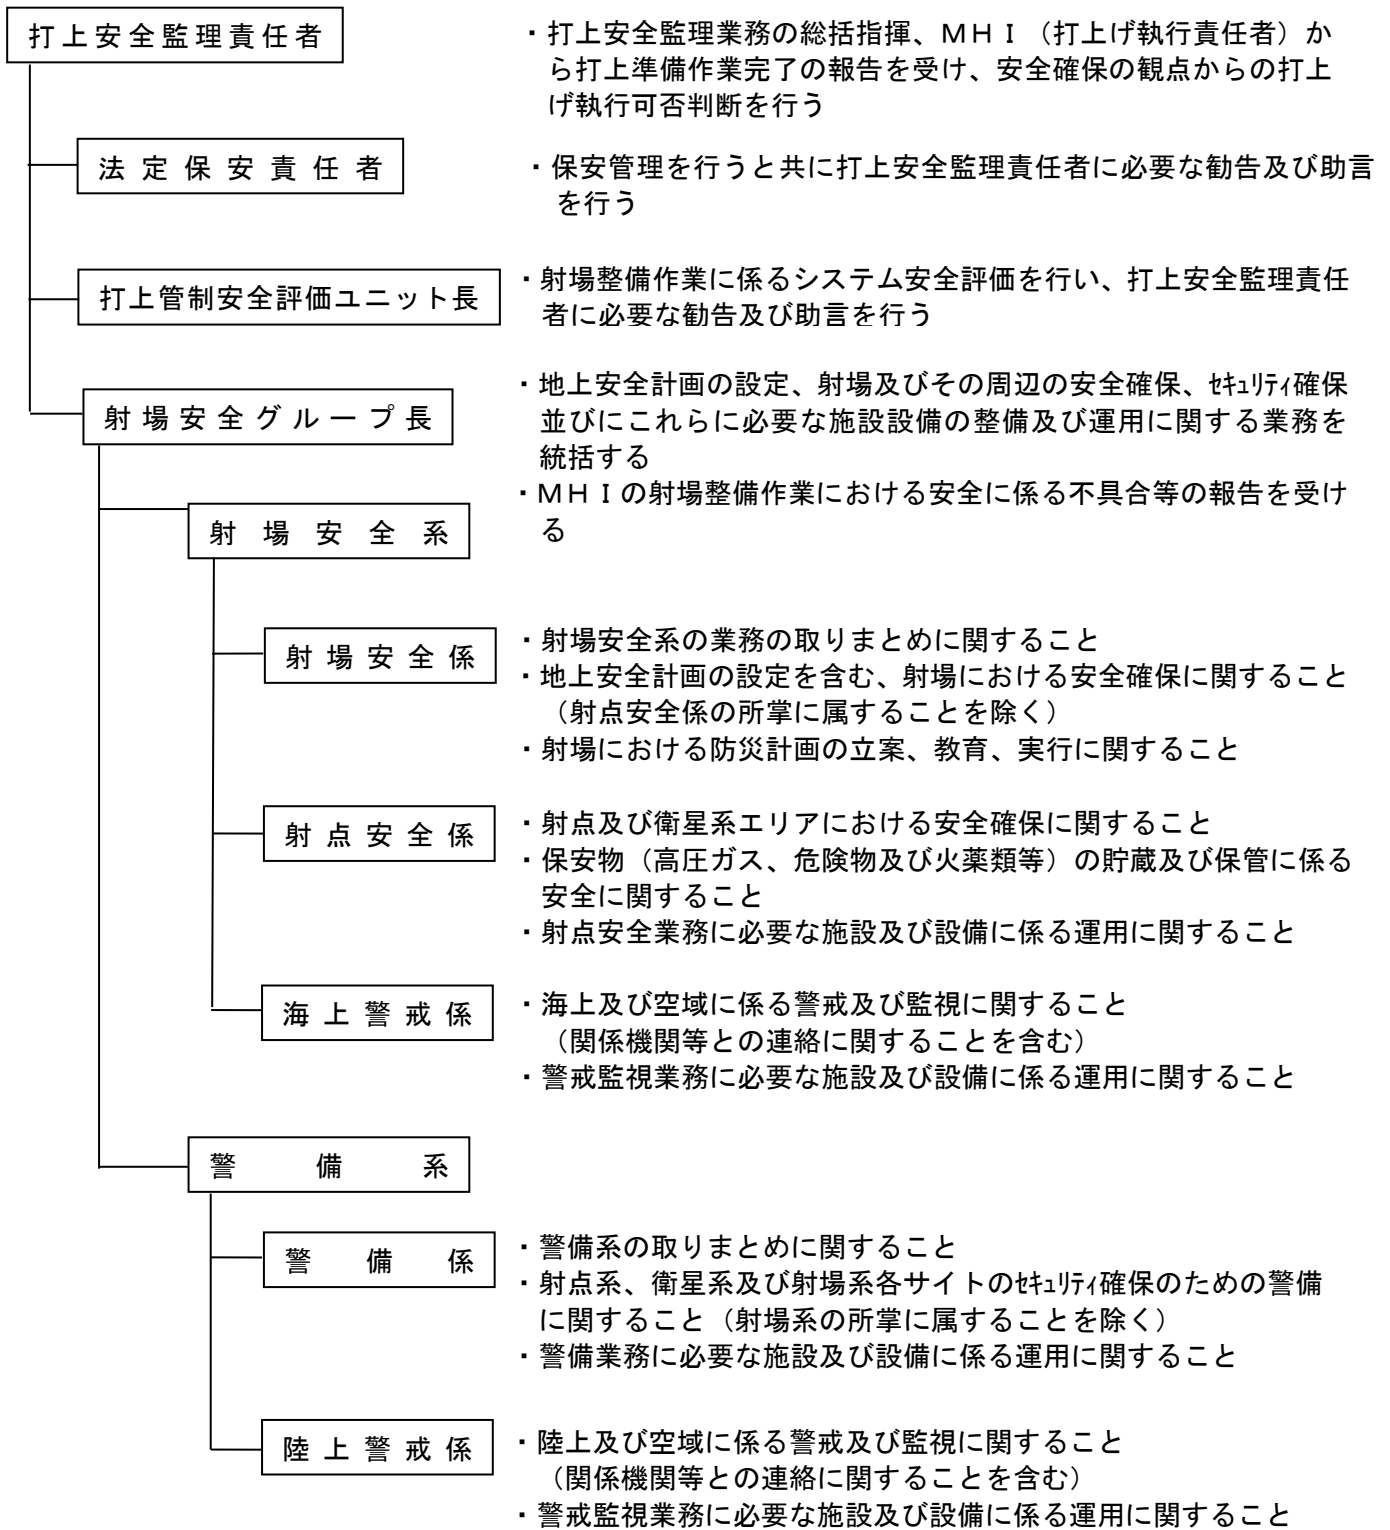 打上安全監理責任者
・打上安全監理業務の総括指揮、ＭＨＩ（打上げ執行責任者）か
ら打上準備作業完了の報告を受け、安全確保の観点からの打上
げ執行可否判断を行う
法定保安責任者
・保安管理を行うと共に打上安全監理責任者に必要な勧告及び助言
を行う
打上管制安全評価ユニット長
・射場整備作業に係るシステム安全評価を行い、打上安全監理責任
者に必要な勧告及び助言を行う
射場安全グループ長
・地上安全計画の設定、射場及びその周辺の安全確保、ｾｷｭﾘﾃｨ確保
並びにこれらに必要な施設設備の整備及び運用に関する業務を
統括する
・ＭＨＩの射場整備作業における安全に係る不具合等の報告を受け
る
射場安全系
射場安全係
・射場安全系の業務の取りまとめに関すること
・地上安全計画の設定を含む、射場における安全確保に関すること
（射点安全係の所掌に属することを除く）
・射場における防災計画の立案、教育、実行に関すること
射点安全係
・射点及び衛星系エリアにおける安全確保に関すること
・保安物（高圧ガス、危険物及び火薬類等）の貯蔵及び保管に係る
安全に関すること
・射点安全業務に必要な施設及び設備に係る運用に関すること
海上警戒係
・海上及び空域に係る警戒及び監視に関すること
（関係機関等との連絡に関することを含む）
・警戒監視業務に必要な施設及び設備に係る運用に関すること
警備系
警備係
・警備系の取りまとめに関すること
・射点系、衛星系及び射場系各サイトのｾｷｭﾘﾃｨ確保のための警備
に関すること（射場系の所掌に属することを除く）
・警備業務に必要な施設及び設備に係る運用に関すること
陸上警戒係
・陸上及び空域に係る警戒及び監視に関すること
（関係機関等との連絡に関することを含む）
・警戒監視業務に必要な施設及び設備に係る運用に関すること